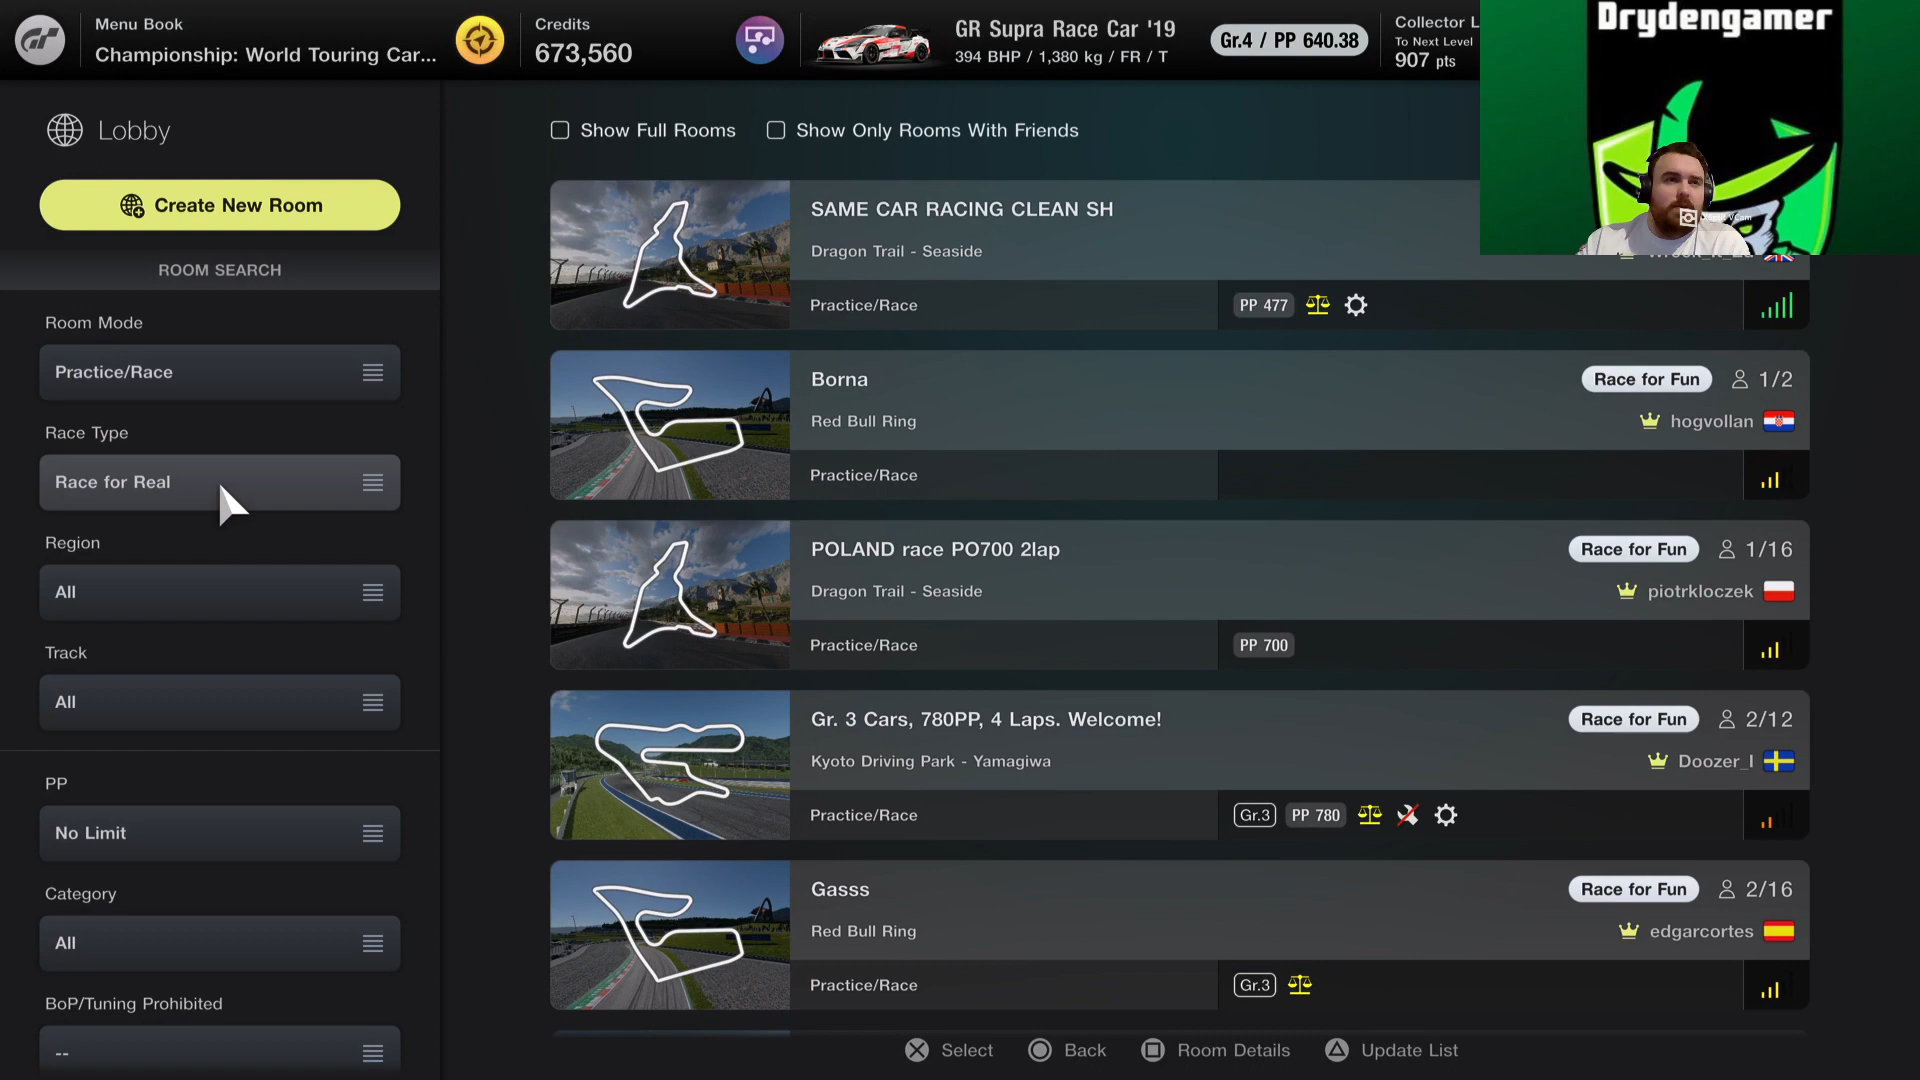 Menu Book
Championship: World Touring Car...
Credits
673,560
GR Supra Race Car '19
394 BHP / 1,380 kg / FR / T
Gr.4 / PP 640.38
Collector L
To Next Level
907 pts
Drydengamer
Lobby
Create New Room
ROOM SEARCH
Room Mode
Practice/Race
Race Type
Race for Real
Region
All
Track
All
PP
No Limit
Category
All
BoP/Tuning Prohibited
--
Show Full Rooms
Show Only Rooms With Friends
SAME CAR RACING CLEAN SH
Dragon Trail - Seaside
Practice/Race
PP 477
Borna
Race for Fun
1/2
Red Bull Ring
hogvollan
Practice/Race
POLAND race PO700 2lap
Race for Fun
1/16
Dragon Trail - Seaside
piotrkloczek
Practice/Race
PP 700
Gr. 3 Cars, 780PP, 4 Laps. Welcome!
Race for Fun
2/12
Kyoto Driving Park - Yamagiwa
Doozer_I
Practice/Race
Gr.3
PP 780
Gasss
Race for Fun
2/16
Red Bull Ring
edgarcortes
Practice/Race
Gr.3
Select
Back
Room Details
Update List